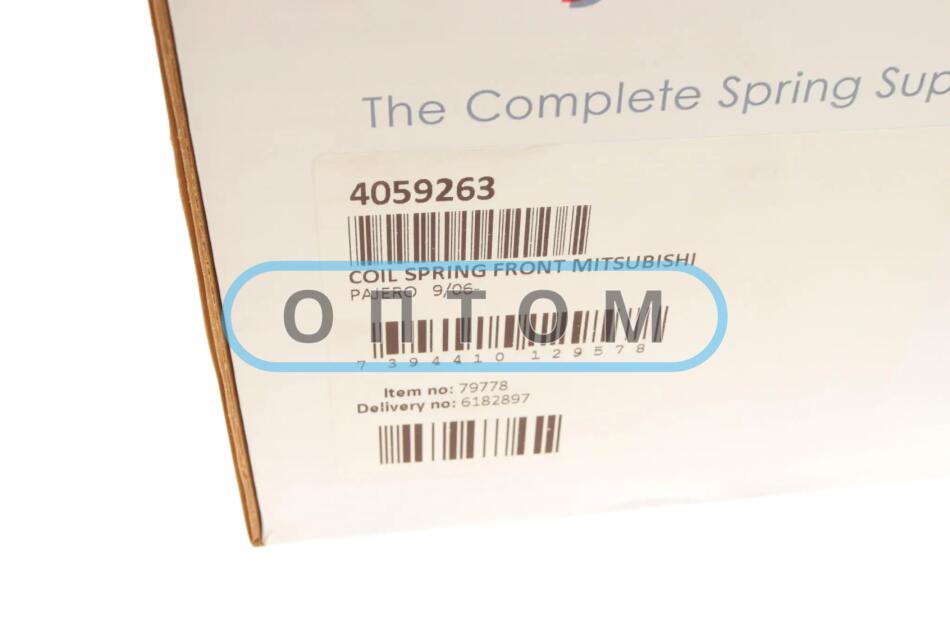 The Complete Spring Sup
4059263
COIL SPRING FRONT MITSUBISHI
PAJERO 9/06-
ОПТОМ
7 394410 129578
Item no: 79778
Delivery no: 6182897